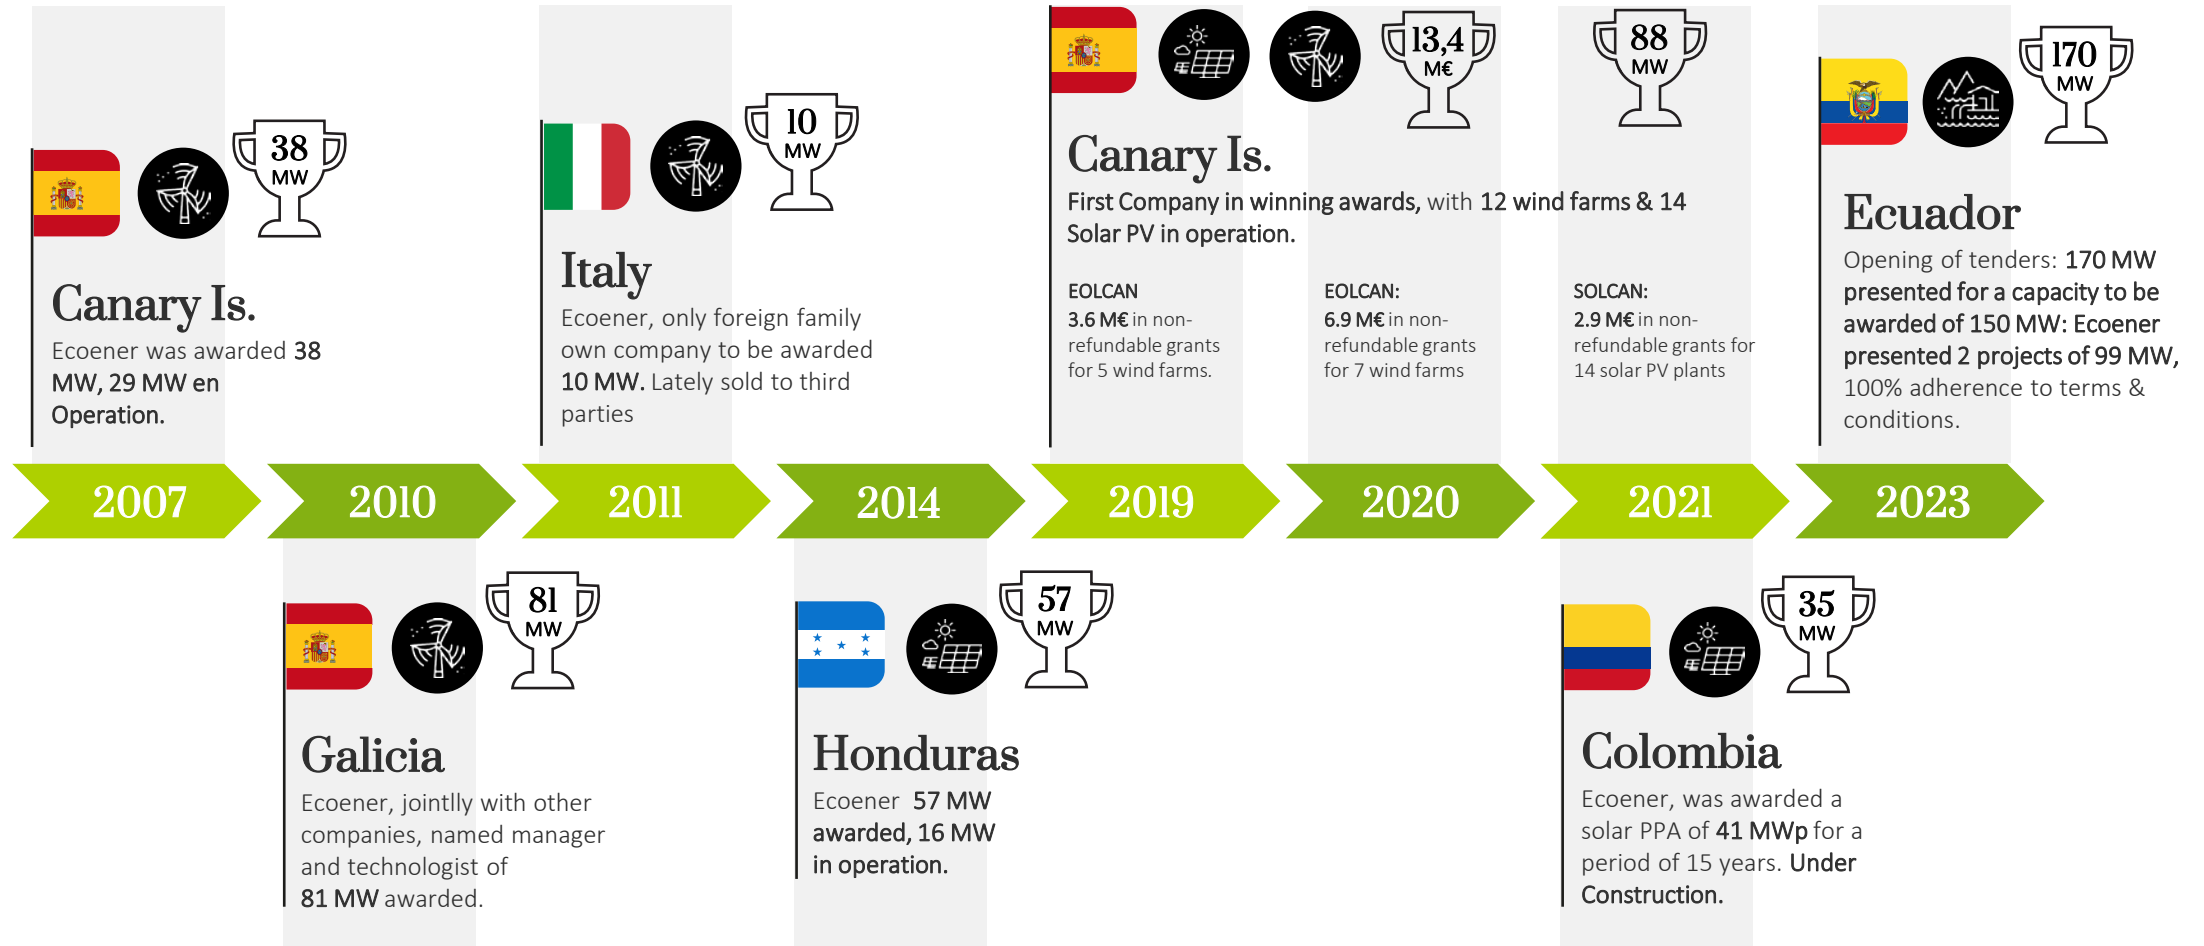 38
MW
Canary Is.
Ecoener was awarded 38
MW, 29 MW en
Operation.
10
MW
Italy
Ecoener, only foreign family
own company to be awarded
10 MW. Lately sold to third
parties
13,4
M€
88
MW
Canary Is.
First Company in winning awards, with 12 wind farms & 14
Solar PV in operation.
EOLCAN
3.6 M€ in non-
refundable grants
for 5 wind farms.
EOLCAN:
6.9 M€ in non-
refundable grants
for 7 wind farms
SOLCAN:
2.9 M€ in non-
refundable grants for
14 solar PV plants
170
MW
Ecuador
Opening of tenders: 170 MW
presented for a capacity to be
awarded of 150 MW: Ecoener
presented 2 projects of 99 MW,
100% adherence to terms &
conditions.
2007
2010
2011
2014
2019
2020
2021
2023
81
MW
Galicia
Ecoener, jointlly with other
companies, named manager
and technologist of
81 MW awarded.
57
MW
Honduras
Ecoener 57 MW
awarded, 16 MW
in operation.
35
MW
Colombia
Ecoener, was awarded a
solar PPA of 41 MWp for a
period of 15 years. Under
Construction.